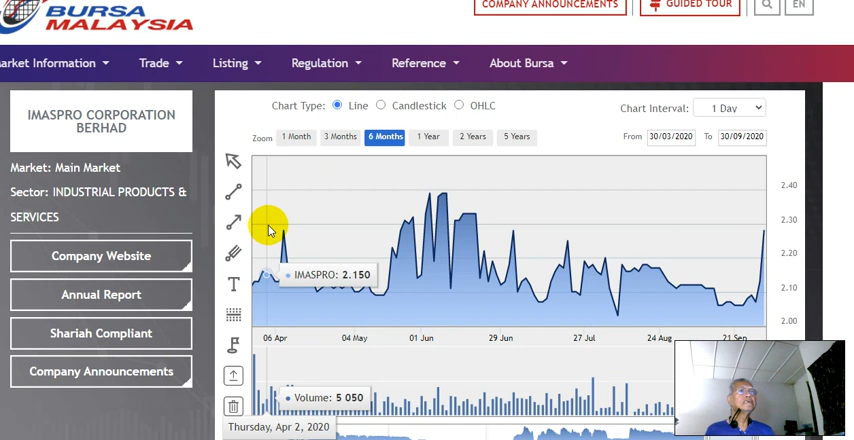 BURSA
MALAYSIA
COMPANY ANNOUNCEMENTS
GUIDED TOUR
EN
arket Information
Trade
Listing
Regulation
Reference
About Bursa
IMASPRO CORPORATION
BERHAD
Market: Main Market
Sector: INDUSTRIAL PRODUCTS &
SERVICES
Company Website
Annual Report
Shariah Compliant
Company Announcements
Chart Type: Line Candlestick OHLC
Chart Interval: 1 Day
Zoom 1 Month 3 Months 6 Months 1 Year 2 Years 5 Years
From 30/03/2020 To 30/09/2020
T
2.40
2.30
2.20
2.10
2.00
IMASPRO: 2.150
06 Apr 04 May 01 Jun 29 Jun 27 Jul 24 Aug 21 Sep
Volume: 5 050
Thursday, Apr 2, 2020